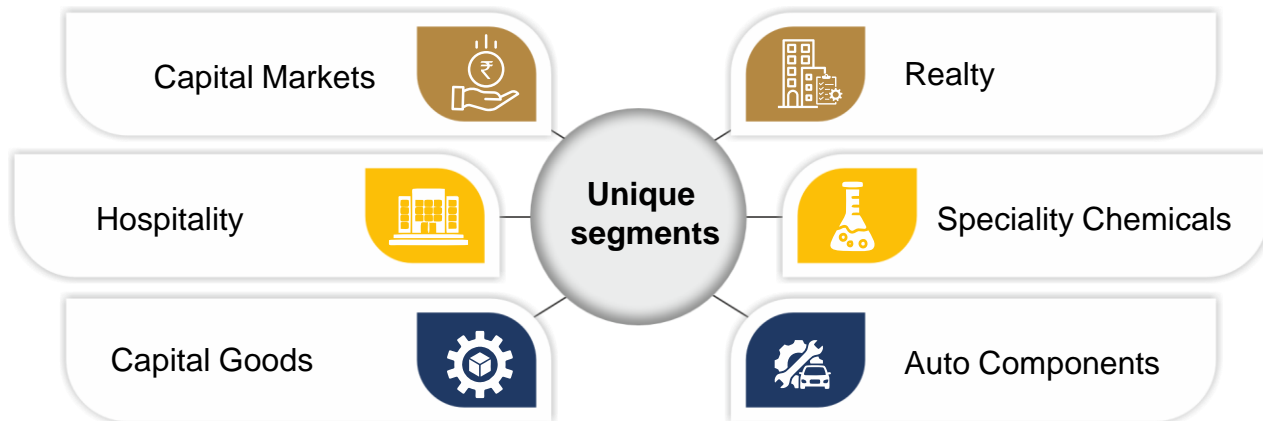 Capital Markets
₹
Realty
Hospitality
Unique
segments
Speciality Chemicals
Capital Goods
Auto Components